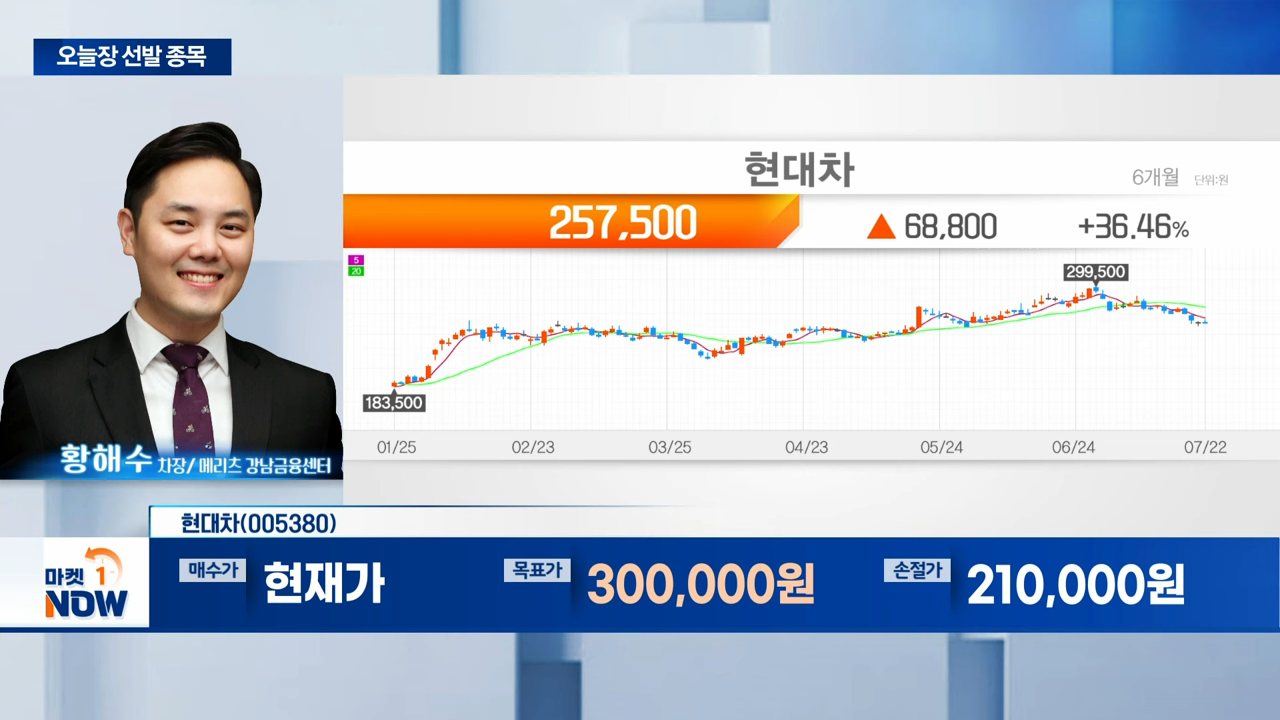 오늘장 선발 종목
현대차
6개월 단위:원
257,500 ▲ 68,800 +36.46%
5
20
299,500
183,500
01/25 02/23 03/25 04/23 05/24 06/24 07/22
황해수 차장/ 메리츠 강남금융센터
현대차(005380)
마켓 1
NOW
매수가 현재가 목표가 300,000원 손절가 210,000원